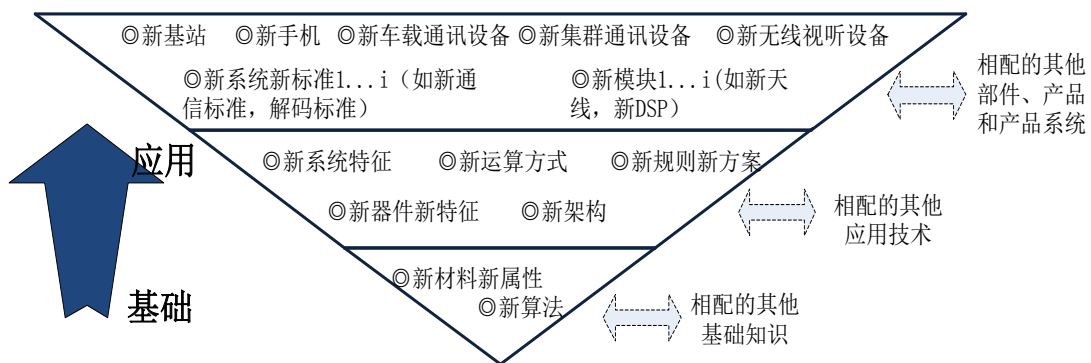 ◎新基站 ◎新手机 ◎新车载通讯设备 ◎新集群通讯设备 ◎新无线视听设备
◎新系统新标准1...i（如新通
信标准，解码标准）
◎新模块1...i(如新天
线，新DSP）
相配的其他
部件、产品
和产品系统
应用
◎新系统特征 ◎新运算方式 ◎新规则新方案
◎新器件新特征 ◎新架构
相配的其他
应用技术
基础
◎新材料新属性
◎新算法
相配的其他
基础知识